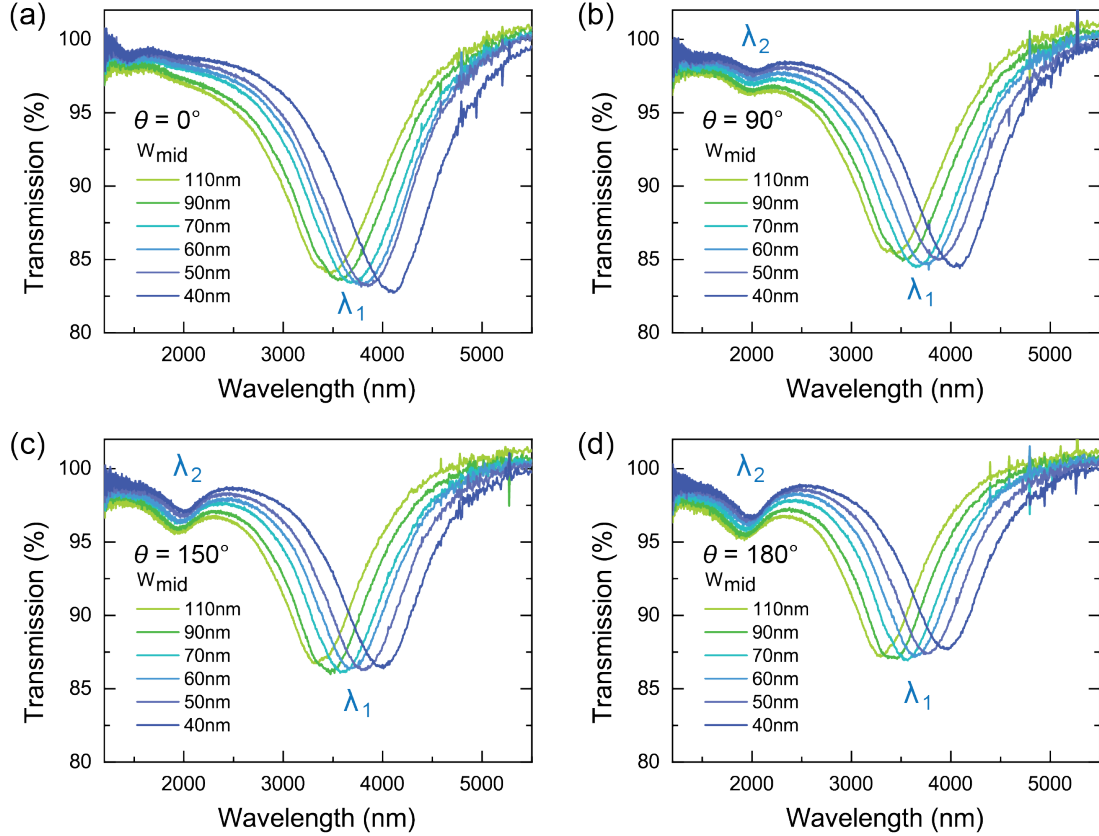 (a)
100
95
90
85
80
Transmission (%)
θ = 0°
Wmid
110nm
90nm
70nm
60nm
50nm
40nm
λ1
2000 3000 4000 5000
Wavelength (nm)
(b)
100
95
90
85
80
Transmission (%)
λ2
θ = 90°
Wmid
110nm
90nm
70nm
60nm
50nm
40nm
λ1
2000 3000 4000 5000
Wavelength (nm)
(c)
100
95
90
85
80
Transmission (%)
λ2
θ = 150°
Wmid
110nm
90nm
70nm
60nm
50nm
40nm
λ1
2000 3000 4000 5000
Wavelength (nm)
(d)
100
95
90
85
80
Transmission (%)
λ2
θ = 180°
Wmid
110nm
90nm
70nm
60nm
50nm
40nm
λ1
2000 3000 4000 5000
Wavelength (nm)